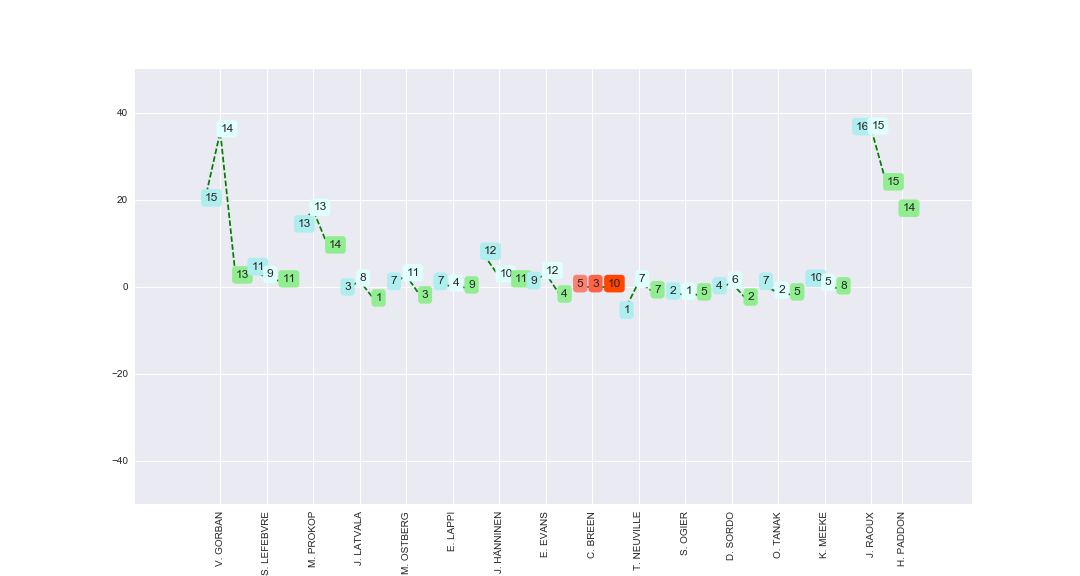 40
20
0
−20
−40
15 14 13
11 9 11
13 13 14
3 8 1
7 11 3
7 4 9
12 10 11
9 12 4
5 3 10
1 7 7
2 1 5
4 6 2
7 2 5
10 5 8
16 15 15
14
V. GORBAN
S. LEFEBVRE
M. PROKOP
J. LATVALA
M. OSTBERG
E. LAPPI
J. HÄNNINEN
E. EVANS
C. BREEN
T. NEUVILLE
S. OGIER
D. SORDO
O. TANAK
K. MEEKE
J. RAOUX
H. PADDON